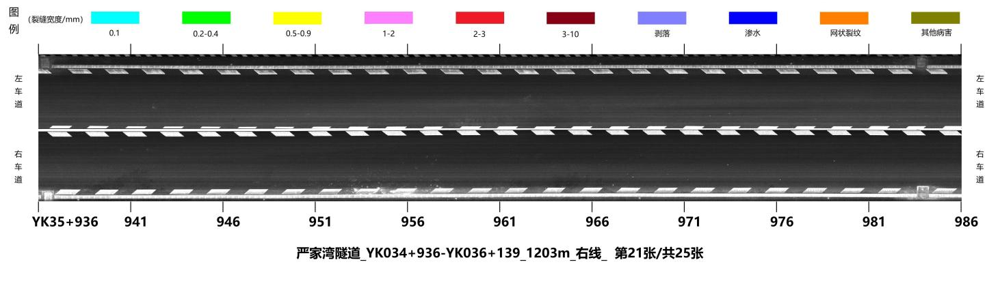 图例 (裂缝宽度/mm) 0.1 0.2-0.4 0.5-0.9 1-2 2-3 3-10 剥落 渗水 网状裂纹 其他病害
左车道 左车道
右车道 右车道
YK35+936 941 946 951 956 961 966 971 976 981 986
严家湾隧道_YK034+936-YK036+139_1203m_右线_ 第21张/共25张